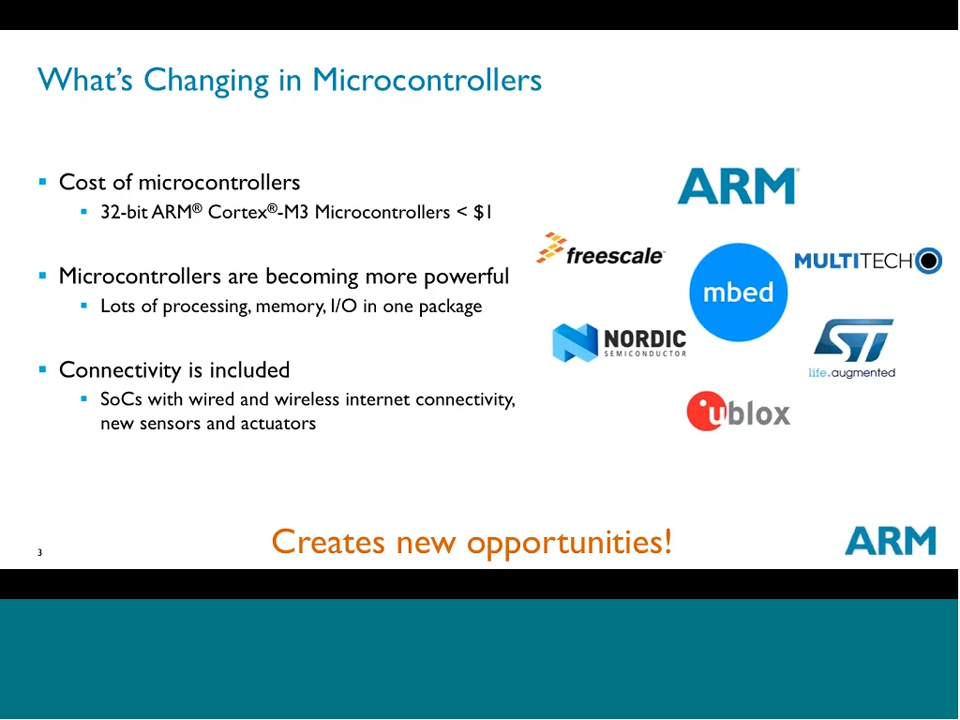 What's Changing in Microcontrollers
▪ Cost of microcontrollers
▪ 32-bit ARM® Cortex®-M3 Microcontrollers < $1
▪ Microcontrollers are becoming more powerful
▪ Lots of processing, memory, I/O in one package
▪ Connectivity is included
▪ SoCs with wired and wireless internet connectivity,
new sensors and actuators
ARM®
freescale™
MULTITECH
mbed
NORDIC
SEMICONDUCTOR
ST
life.augmented
ublox
Creates new opportunities!
3
ARM